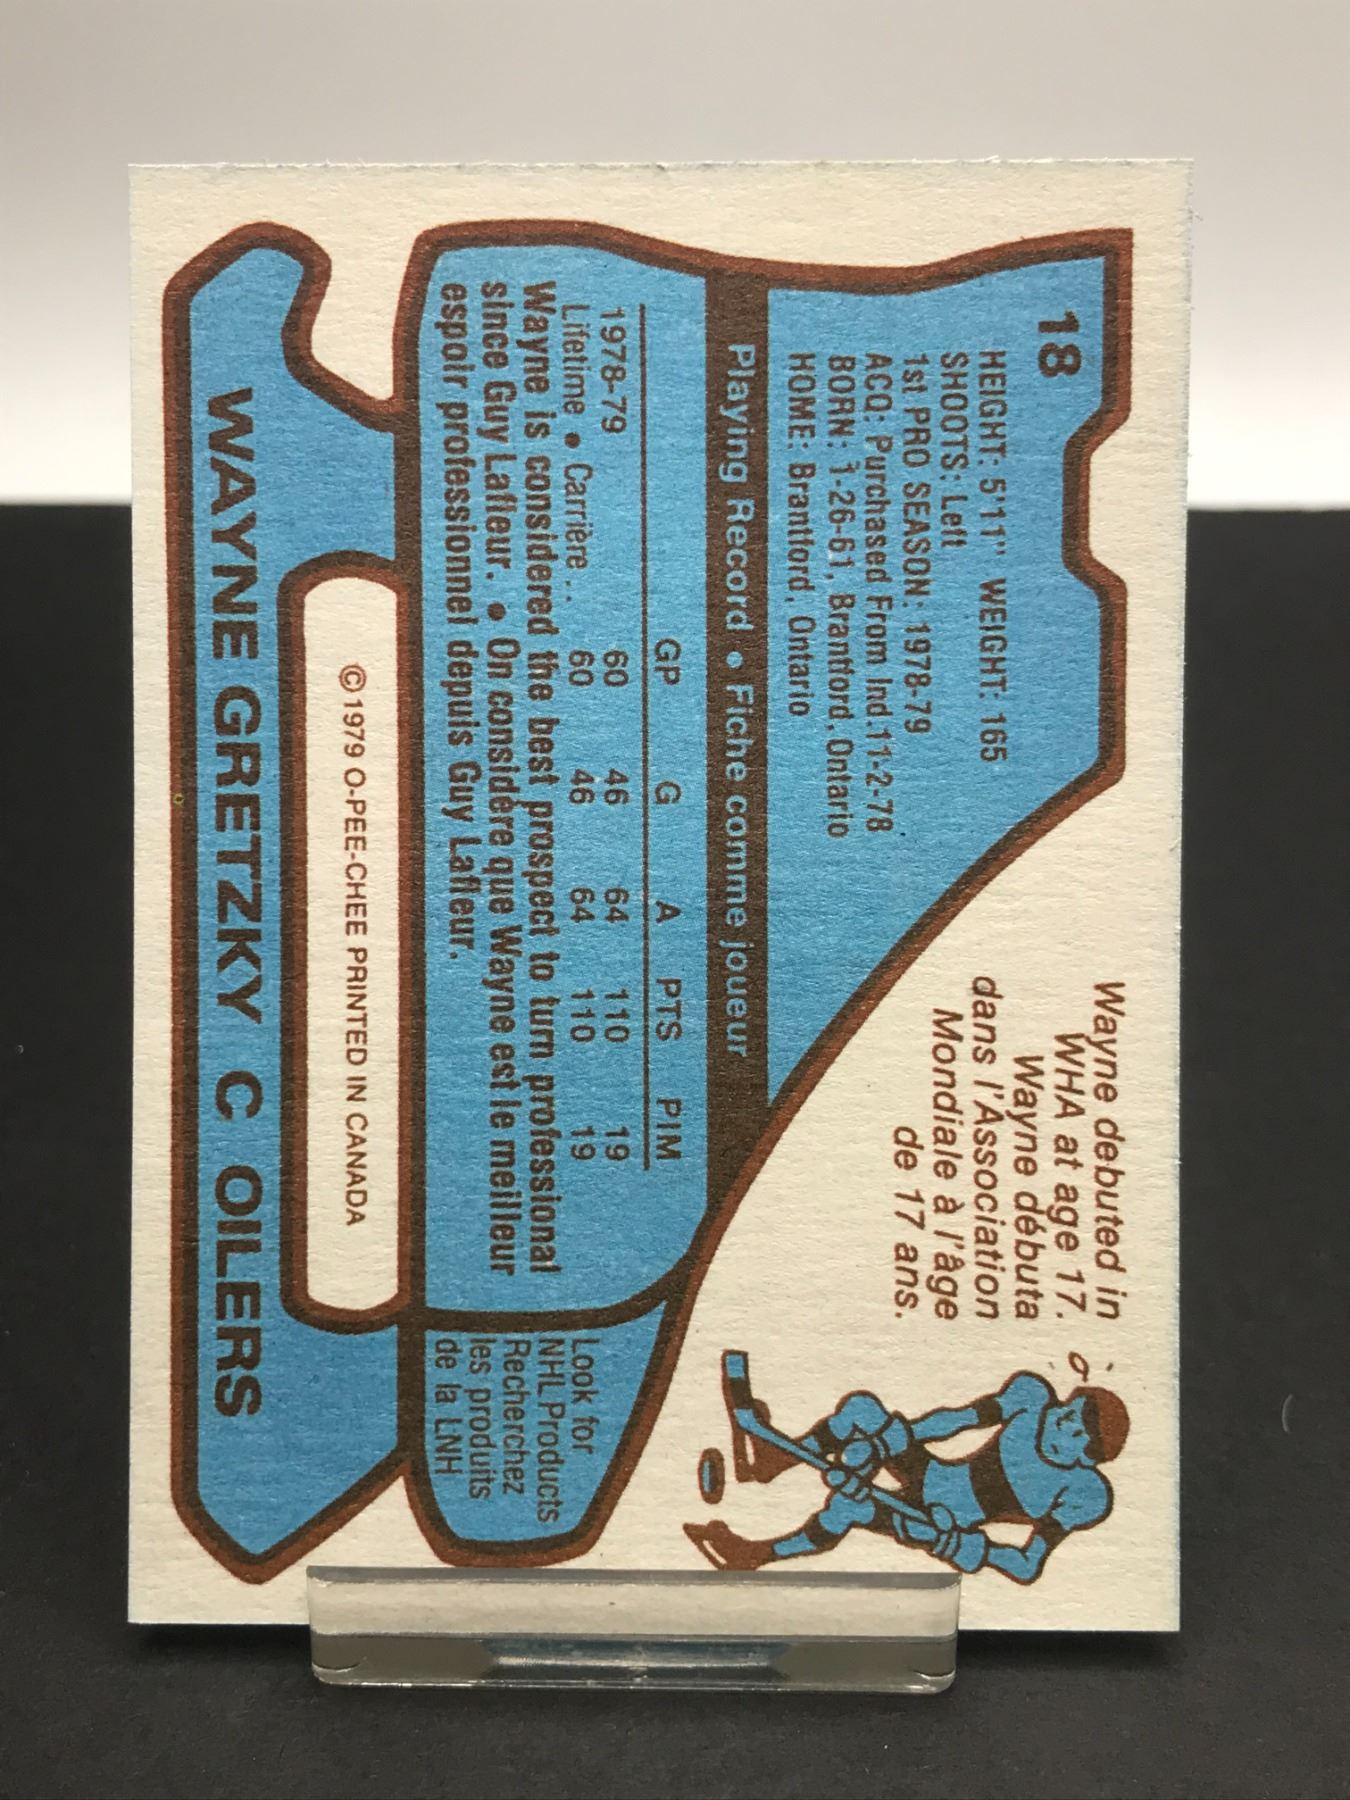 18
HEIGHT: 5'11" WEIGHT: 165
SHOOTS: Left
1st PRO SEASON: 1978-79
ACQ: Purchased From Ind.11-2-78
BORN: 1-26-61, Brantford, Ontario
HOME: Brantford, Ontario
Wayne debuted in
WHA at age 17.
Wayne débuta
dans l'Association
Mondiale à l'âge
de 17 ans.
Playing Record • Fiche comme joueur
GP G A PTS PIM
1978-79 60 46 64 110 19
Lifetime • Carrière .. 60 46 64 110 19
Wayne is considered the best prospect to turn professional
since Guy Lafleur. • On considère que Wayne est le meilleur
espoir professionnel depuis Guy Lafleur.
Look for
NHL Products
Recherchez
les produits
de la LNH
©1979 O-PEE-CHEE PRINTED IN CANADA
WAYNE GRETZKY C OILERS